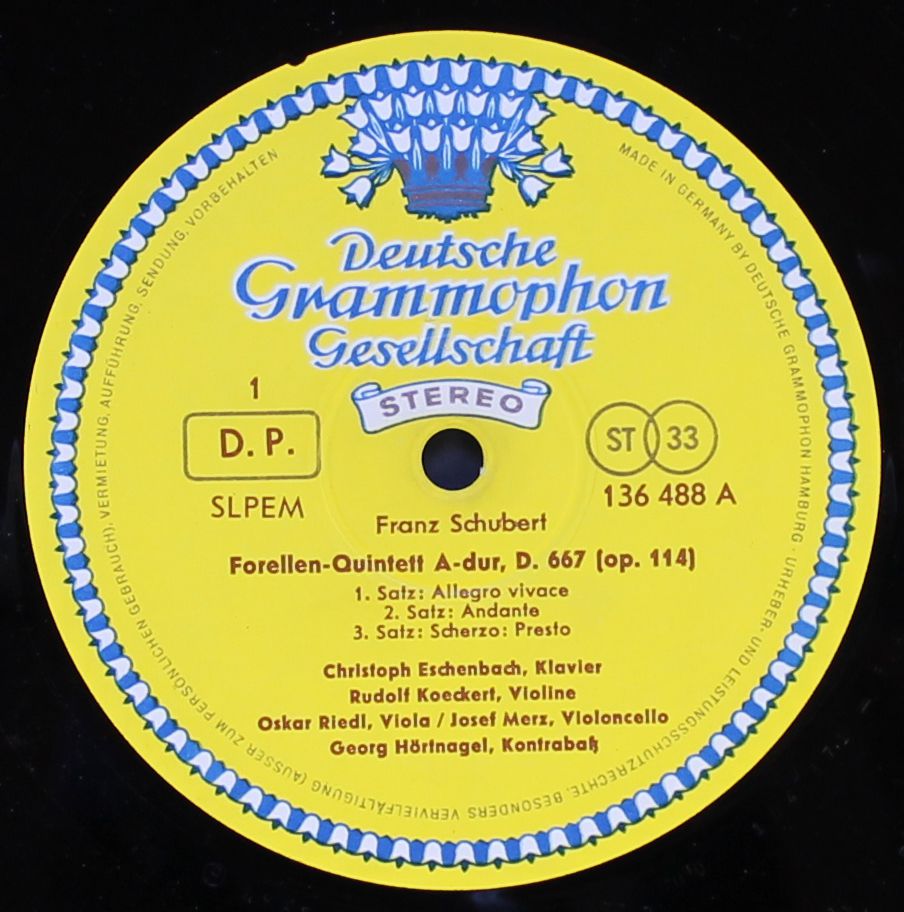 Deutsche
Grammophon
Gesellschaft
STEREO
1
D. P.
SLPEM
ST 33
136 488 A
Franz Schubert
Forellen-Quintett A-dur, D. 667 (op. 114)
1. Satz: Allegro vivace
2. Satz: Andante
3. Satz: Scherzo: Presto
Christoph Eschenbach, Klavier
Rudolf Koeckert, Violine
Oskar Riedl, Viola / Josef Merz, Violoncello
Georg Hörtnagel, Kontrabaß
MADE IN GERMANY BY DEUTSCHE GRAMMOPHON HAMBURG · URHEBER- UND LEISTUNGSSCHUTZRECHTE, BESONDERS VERVIELFÄLTIGUNG (AUSSER ZUM PERSÖNLICHEN GEBRAUCH), VERMIETUNG, AUFFÜHRUNG, SENDUNG, VORBEHALTEN